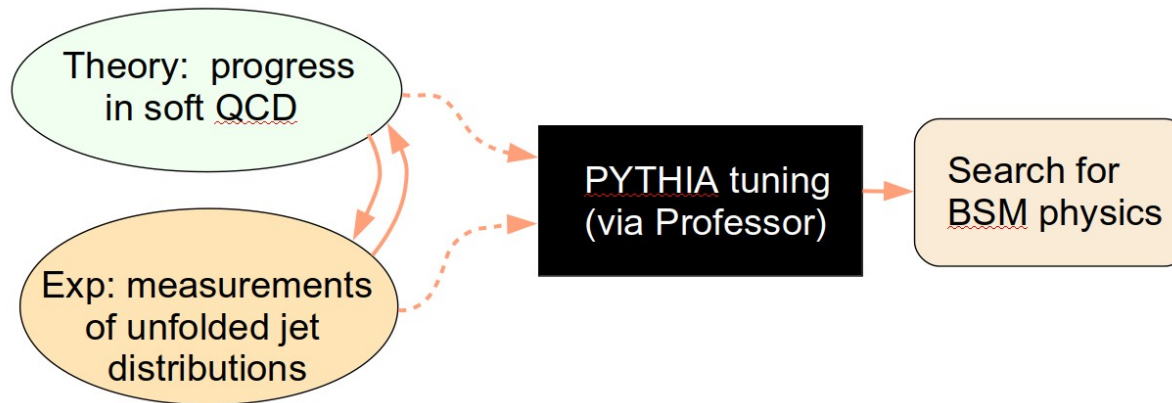 Theory: progress
in soft QCD
Exp: measurements
of unfolded jet
distributions
PYTHIA tuning
(via Professor)
Search for
BSM physics